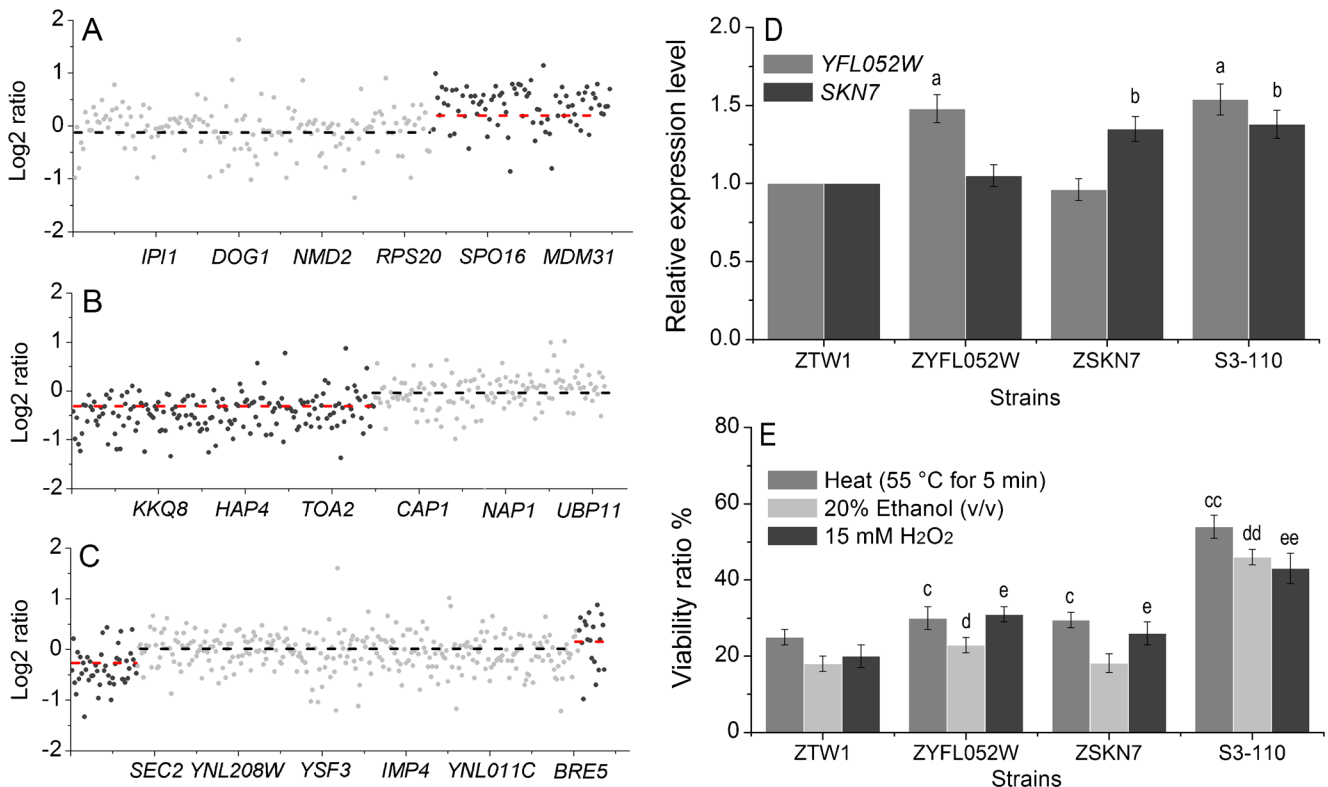 A
Log2 ratio
2
1
0
-1
-2
IPI1 DOG1 NMD2 RPS20 SPO16 MDM31
B
Log2 ratio
2
1
0
-1
-2
KKQ8 HAP4 TOA2 CAP1 NAP1 UBP11
C
Log2 ratio
2
1
0
-1
-2
SEC2 YNL208W YSF3 IMP4 YNL011C BRE5
D
Relative expression level
2.0
1.5
1.0
0.5
0.0
YFL052W
SKN7
a
b
a
b
ZTW1 ZYFL052W ZSKN7 S3-110
Strains
E
Viability ratio %
80
60
40
20
0
Heat (55 °C for 5 min)
20% Ethanol (v/v)
15 mM H2O2
c
d
e
c
e
cc
dd
ee
ZTW1 ZYFL052W ZSKN7 S3-110
Strains